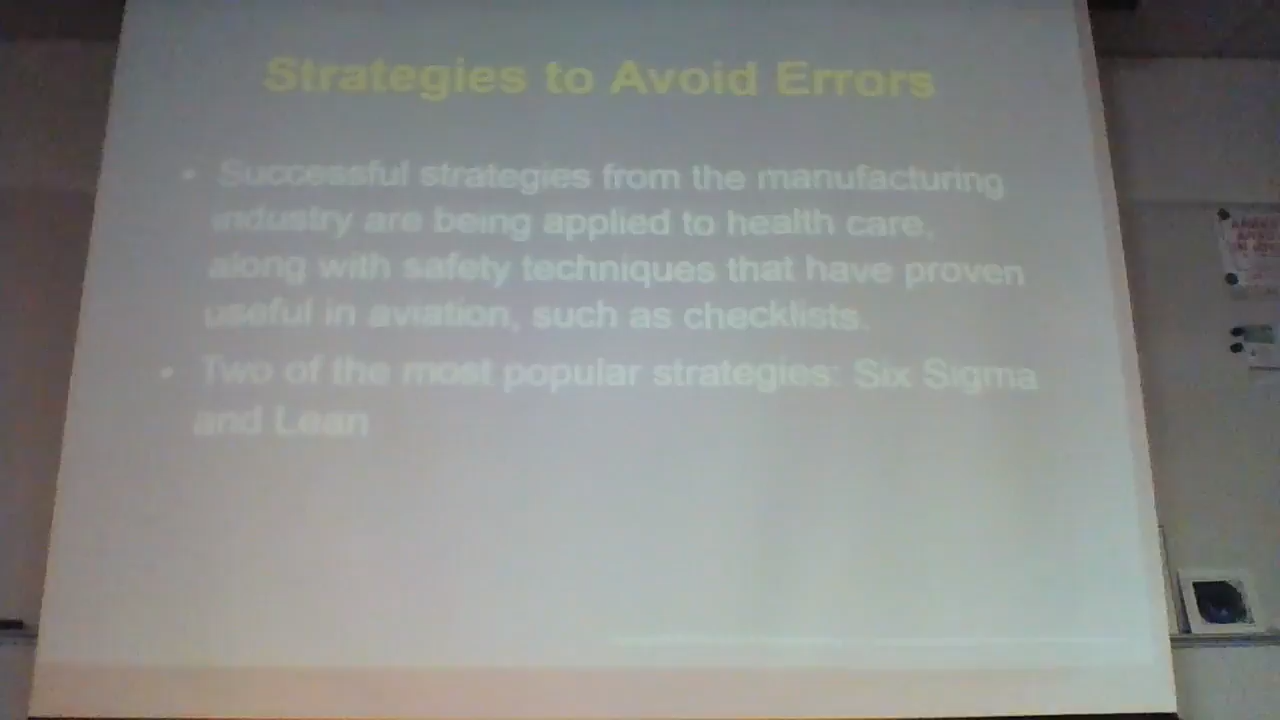 Strategies to Avoid Errors
• Successful strategies from the manufacturing
industry are being applied to health care,
along with safety techniques that have proven
useful in aviation, such as checklists.
• Two of the most popular strategies: Six Sigma
and Lean